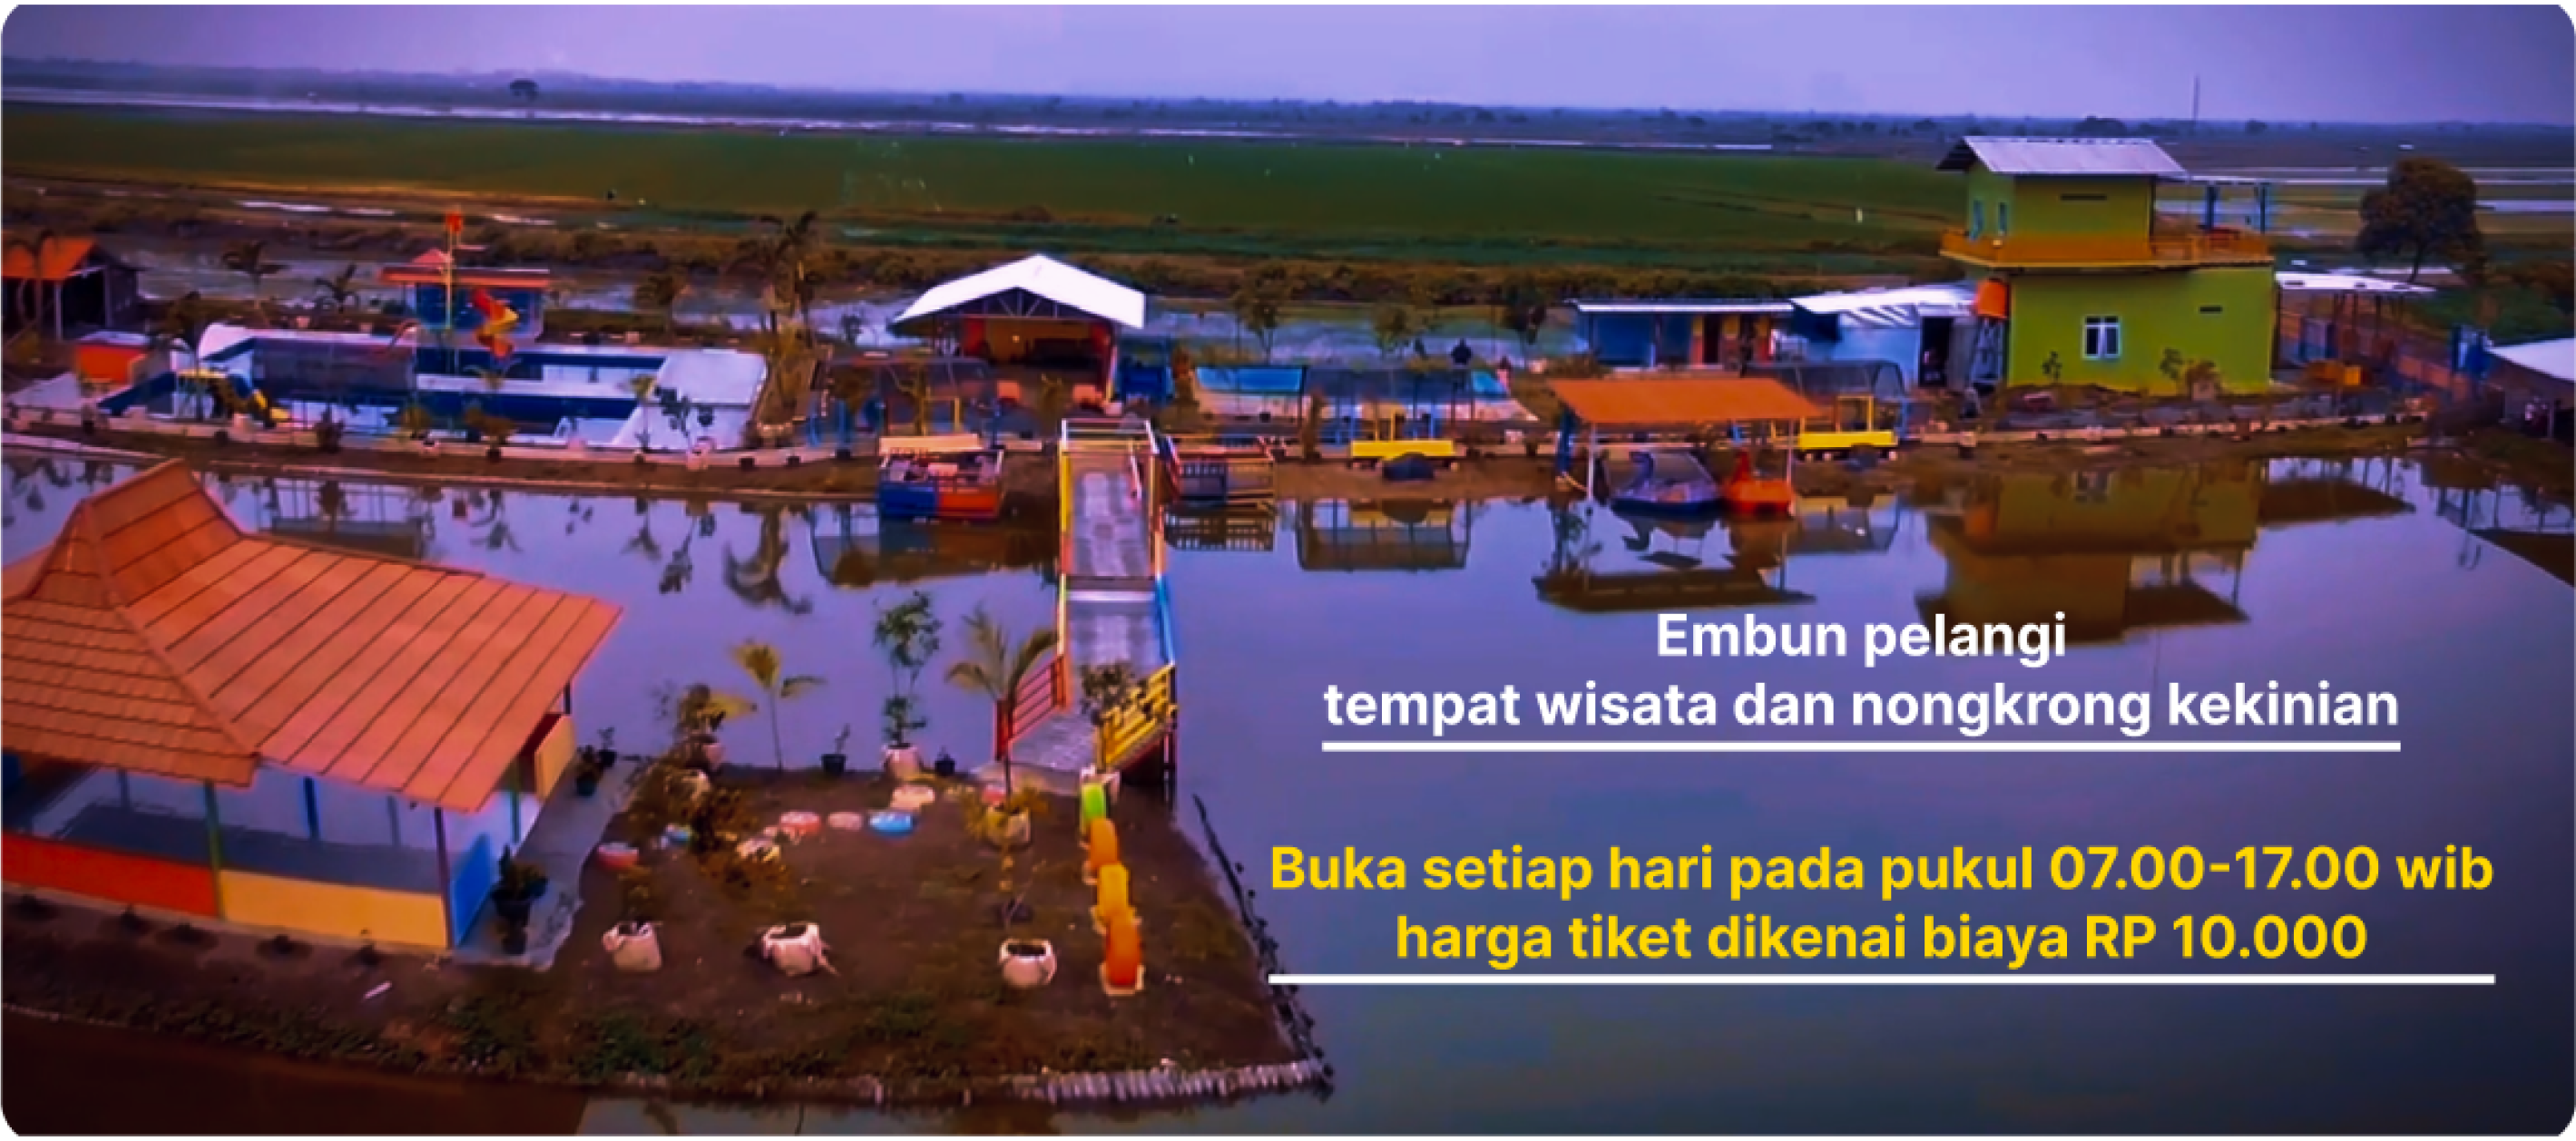 Embun pelangi
tempat wisata dan nongkrong kekinian
Buka setiap hari pada pukul 07.00-17.00 wib
harga tiket dikenai biaya RP 10.000